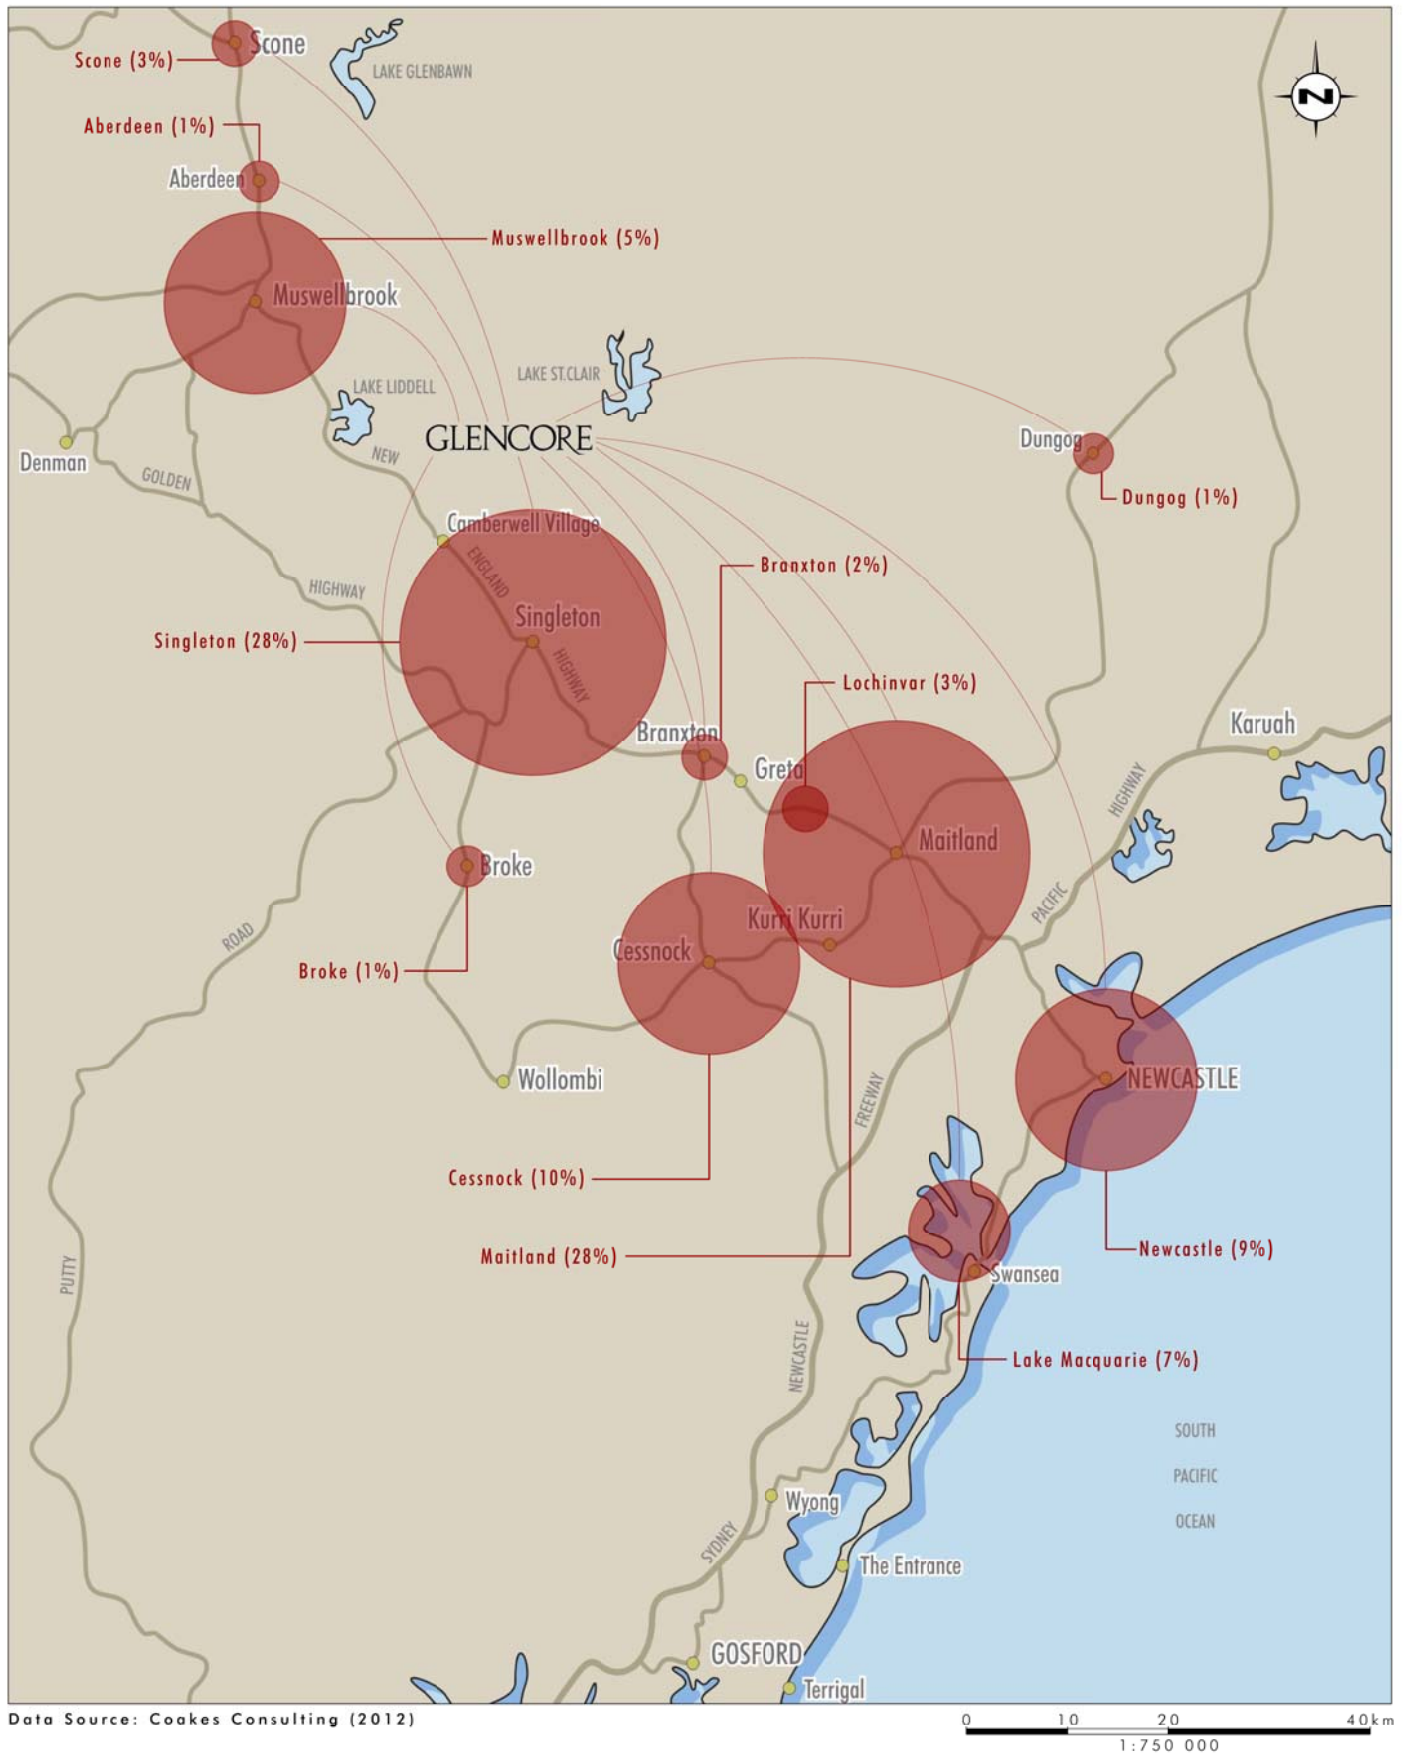 Scone
Scone (3%)
LAKE GLENBAWN
N
Aberdeen (1%)
Aberdeen
Muswellbrook (5%)
Muswellbrook
LAKE ST.CLAIR
LAKE LIDDELL
GLENCORE
Dungog
Denman
NEW
GOLDEN
Dungog (1%)
Camberwell Village
ENGLAND
Branxton (2%)
HIGHWAY
Singleton
Singleton (28%)
HIGHWAY
Lochinvar (3%)
Branxton
Karuah
Greta
HIGHWAY
Maitland
Broke
PACIFIC
Kurri Kurri
ROAD
Cessnock
Broke (1%)
Wollombi
NEWCASTLE
FREEWAY
Cessnock (10%)
Newcastle (9%)
Maitland (28%)
PUTTY
Swansea
NEWCASTLE
Lake Macquarie (7%)
SOUTH
PACIFIC
OCEAN
Wyong
SYDNEY
The Entrance
GOSFORD
Terrigal
Data Source: Coakes Consulting (2012)
0 10 20 40km
1:750 000